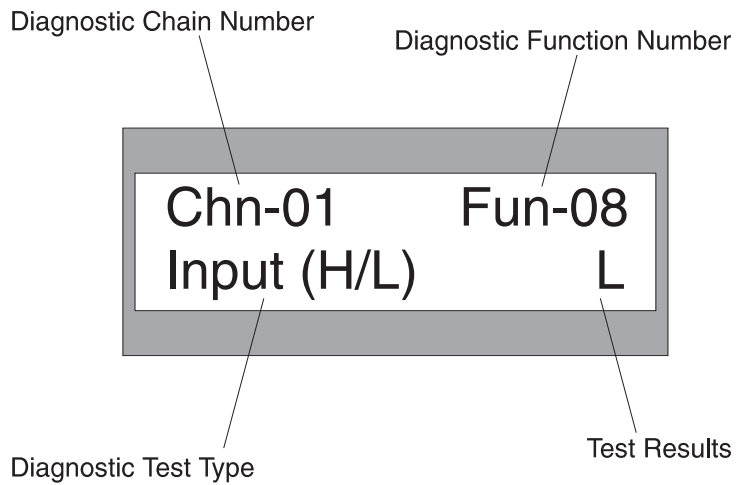 Diagnostic Chain Number
Diagnostic Function Number
Chn-01 Fun-08
Input (H/L) L
Diagnostic Test Type
Test Results